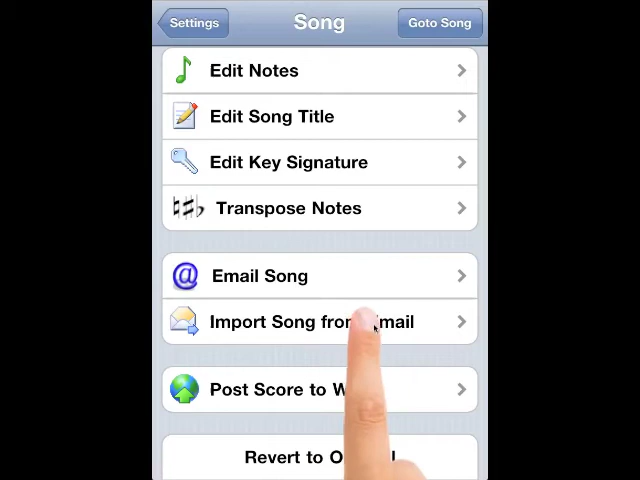 Settings
Song
Goto Song
Edit Notes
Edit Song Title
Edit Key Signature
Transpose Notes
@ Email Song
Import Song from Email
Post Score to W
Revert to O